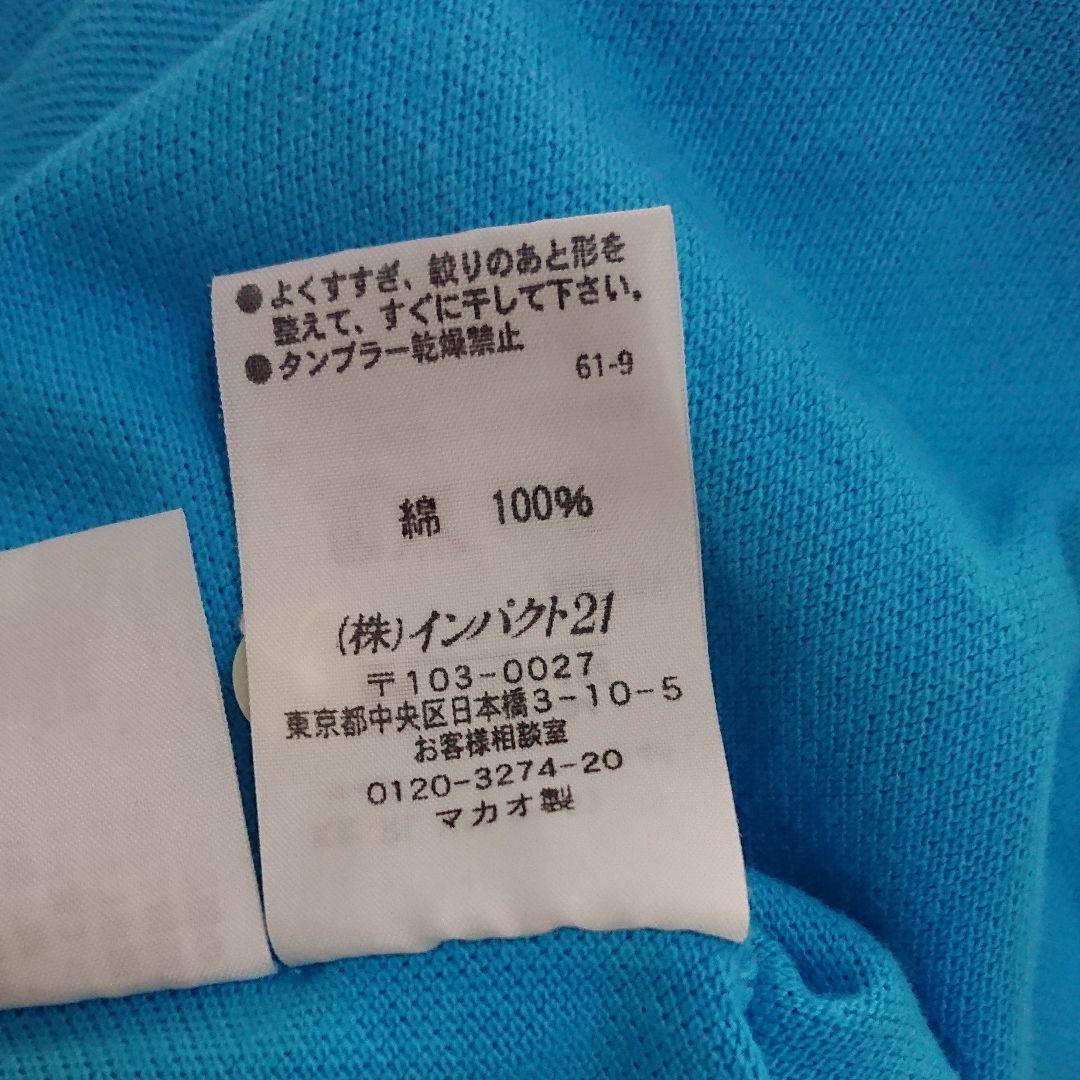 ●よくすすぎ、絞りのあと形を
整えて、すぐに干して下さい。
●タンブラー乾燥禁止
61-9
綿 100%
(株)インパクト21
〒103-0027
東京都中央区日本橋3-10-5
お客様相談室
0120-3274-20
マカオ製